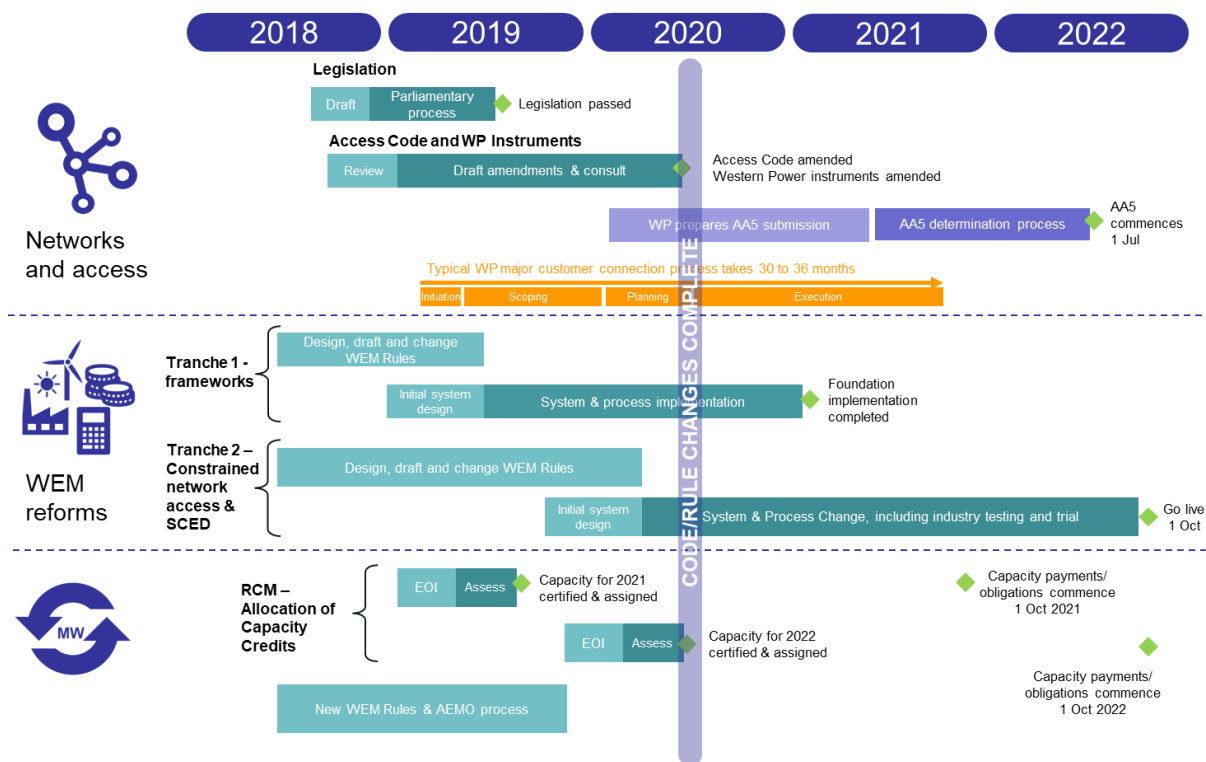 2018 2019 2020 2021 2022
Legislation
Draft
Parliamentary
process
Legislation passed
Access Code and WP Instruments
Review
Draft amendments & consult
Access Code amended
Western Power instruments amended
WP prepares AA5 submission
AA5 determination process
AA5
commences
1 Jul
Networks
and access
Typical WP major customer connection process takes 30 to 36 months
Initiation
Scoping
Planning
Execution
CODE/RULE CHANGES COMPLETE
Tranche 1 -
frameworks
Design, draft and change
WEM Rules
Initial system
design
System & process implementation
Foundation
implementation
completed
WEM
reforms
Tranche 2 –
Constrained
network
access &
SCED
Design, draft and change WEM Rules
Initial system
design
System & Process Change, including industry testing and trial
Go live
1 Oct
MW
RCM –
Allocation of
Capacity
Credits
EOI
Assess
Capacity for 2021
certified & assigned
Capacity payments/
obligations commence
1 Oct 2021
EOI
Assess
Capacity for 2022
certified & assigned
Capacity payments/
obligations commence
1 Oct 2022
New WEM Rules & AEMO process